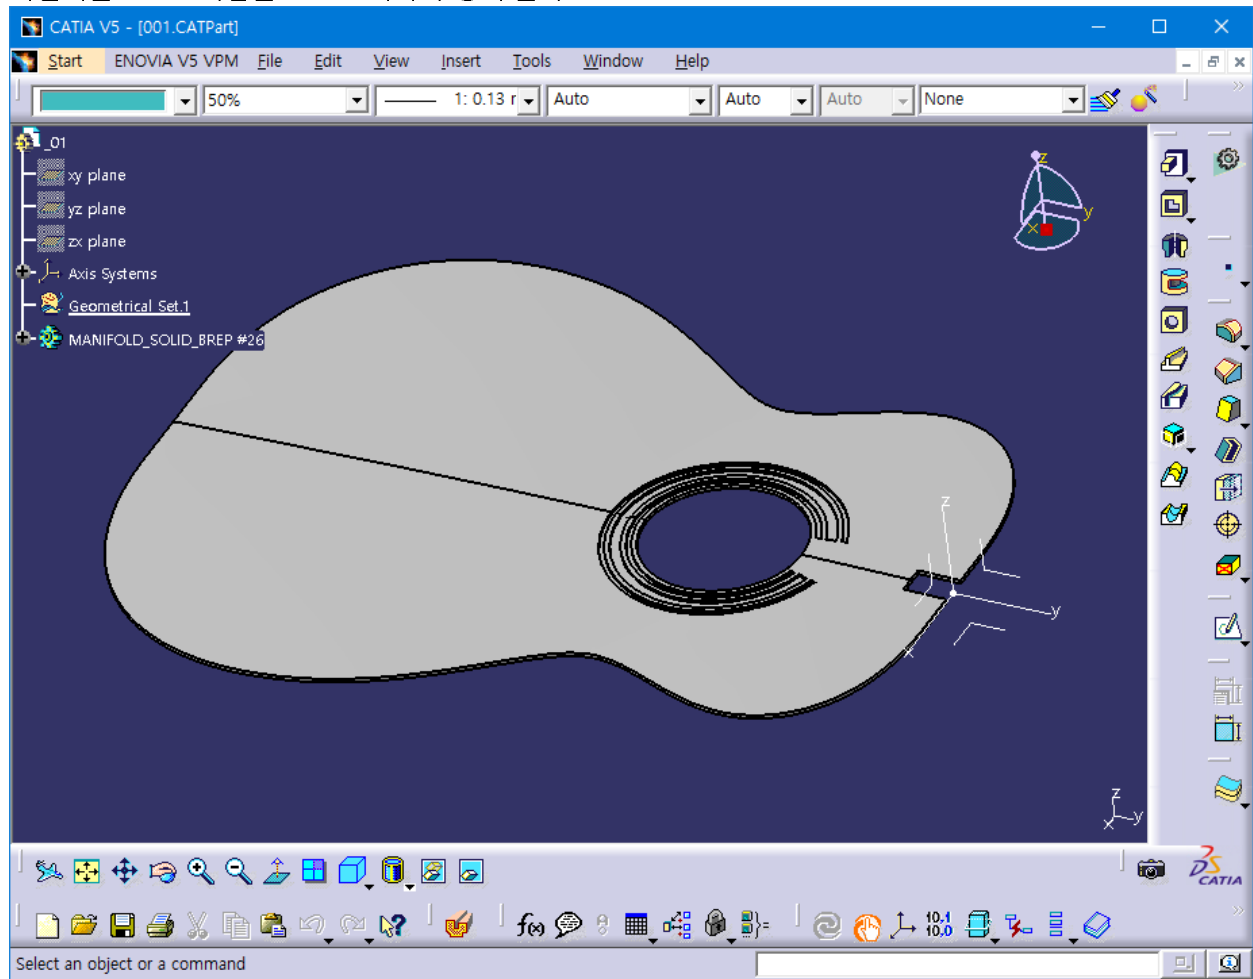 CATIA V5 - [001.CATPart]
Start ENOVIA V5 VPM File Edit View Insert Tools Window Help
50% 1: 0.13 r Auto Auto Auto None
_01
xy plane
yz plane
zx plane
Axis Systems
Geometrical Set.1
MANIFOLD_SOLID_BREP #26
z
y
x
z
y
x
z
y
x
DS
CATIA
f(x)
10,1
10,0
Select an object or a command